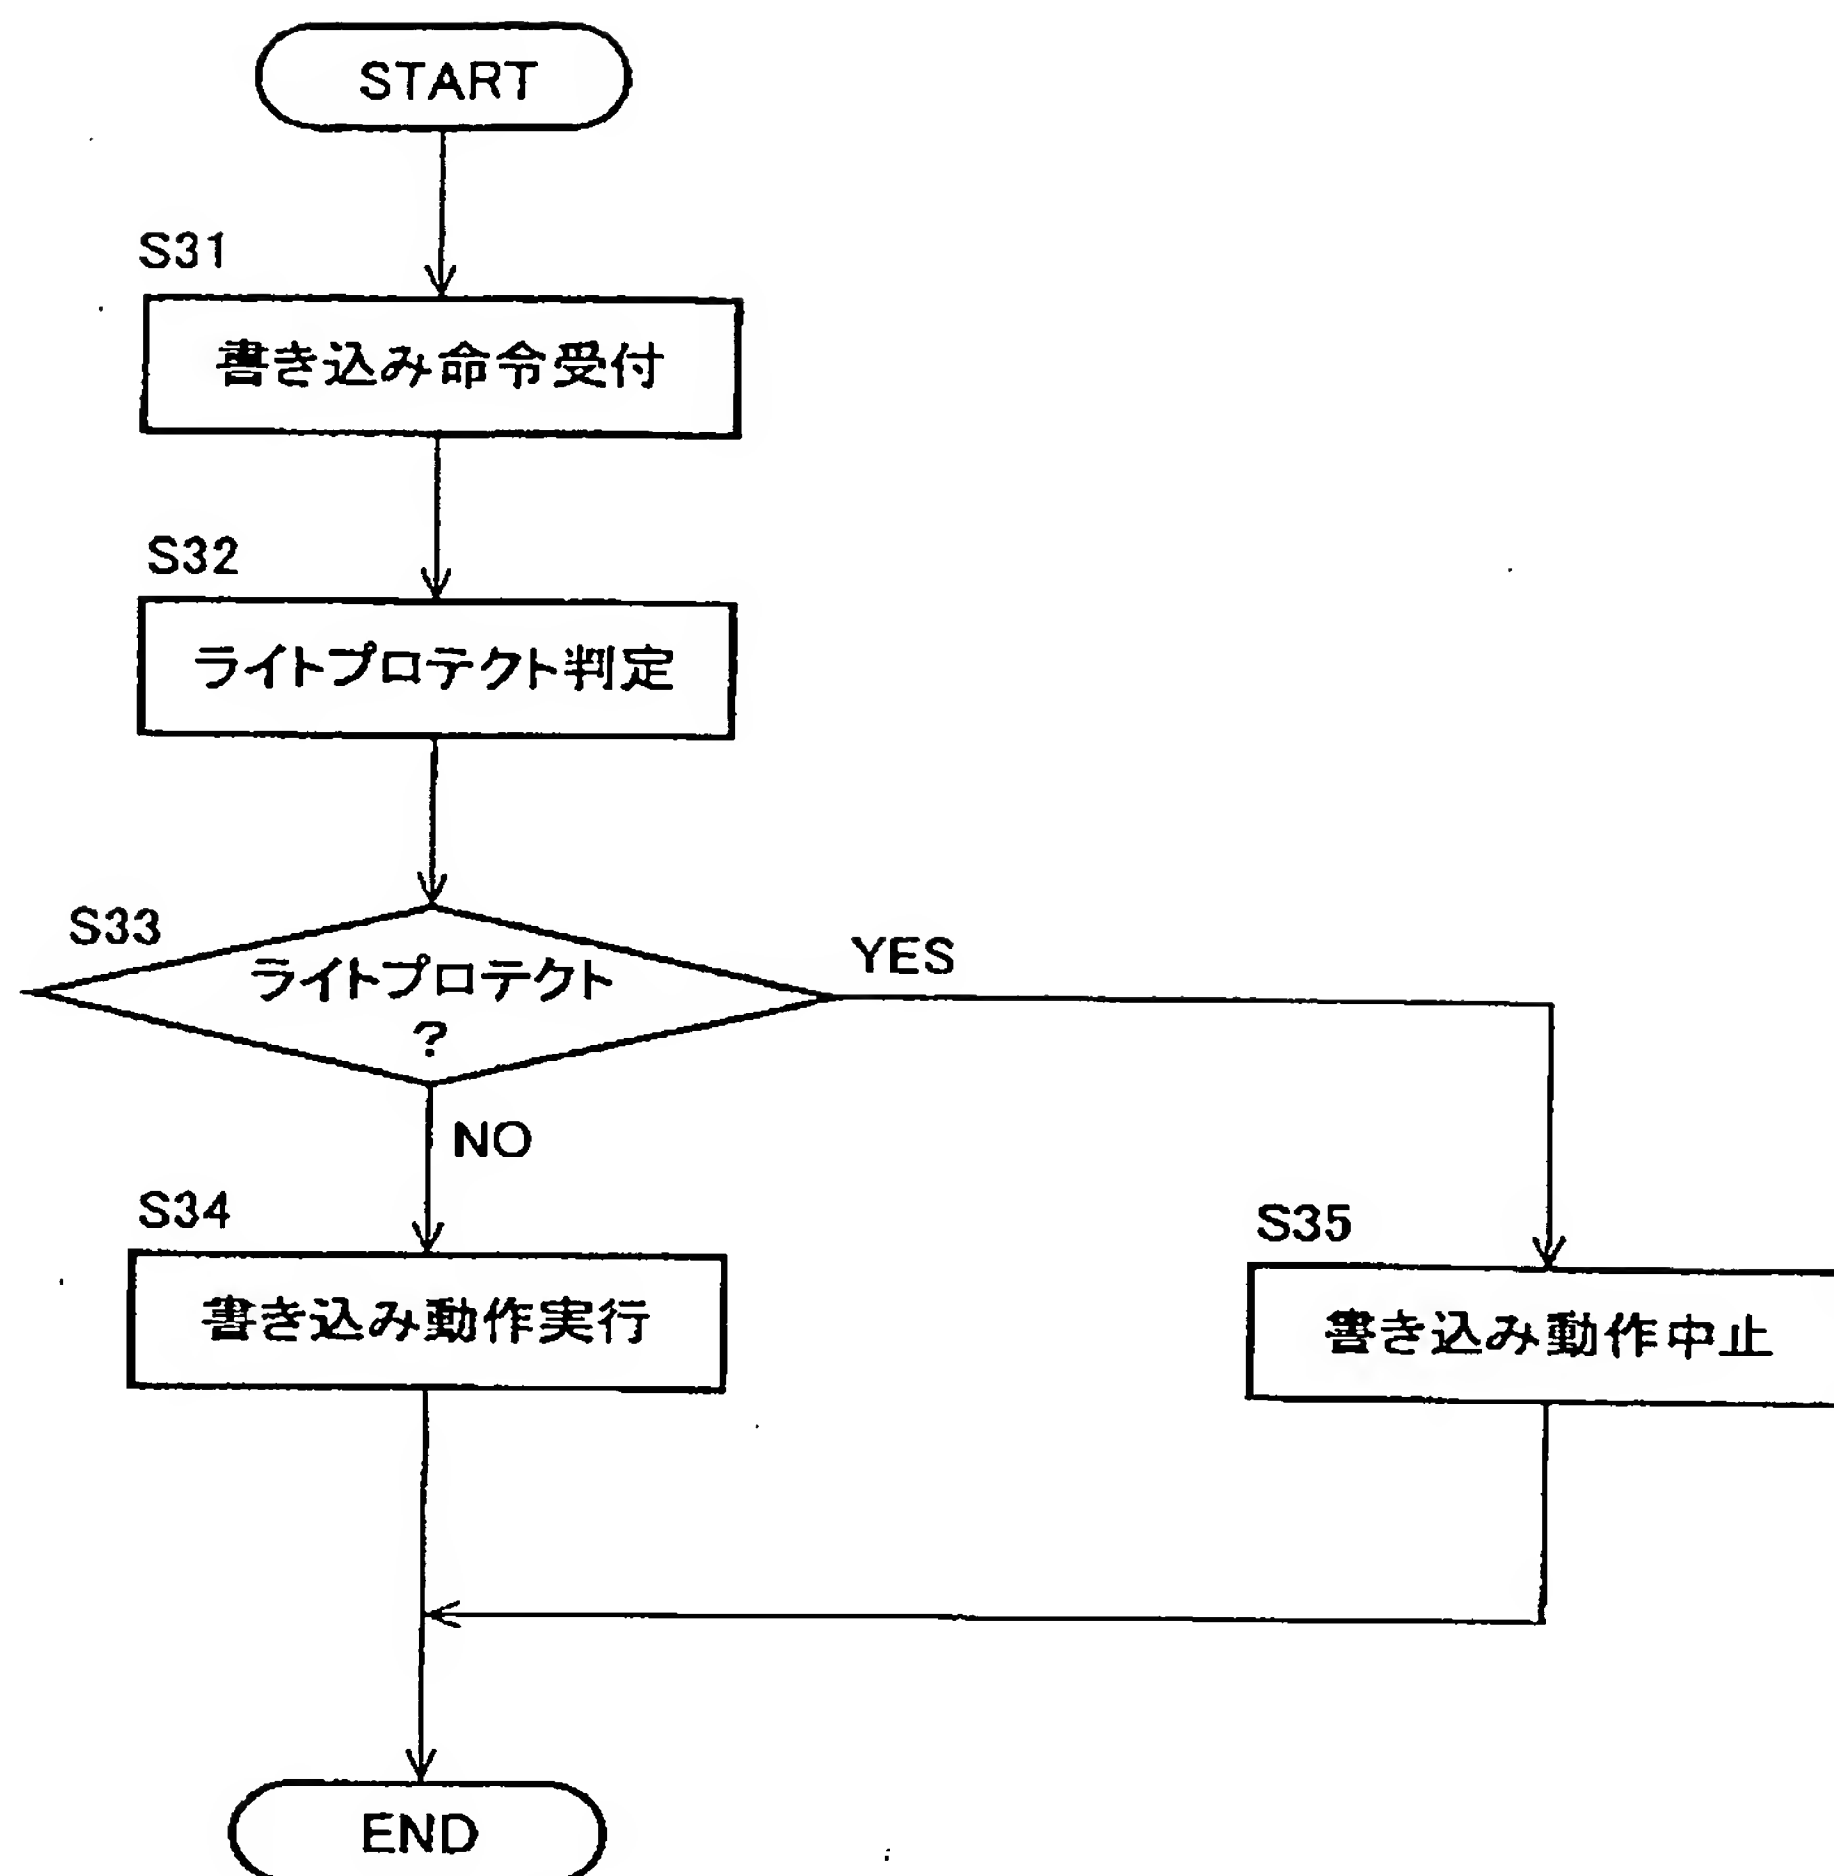 START
S31
書き込み命令受付
S32
ライトプロテクト判定
S33
ライトプロテクト
?
YES
NO
S34
書き込み動作実行
S35
書き込み動作中止
END